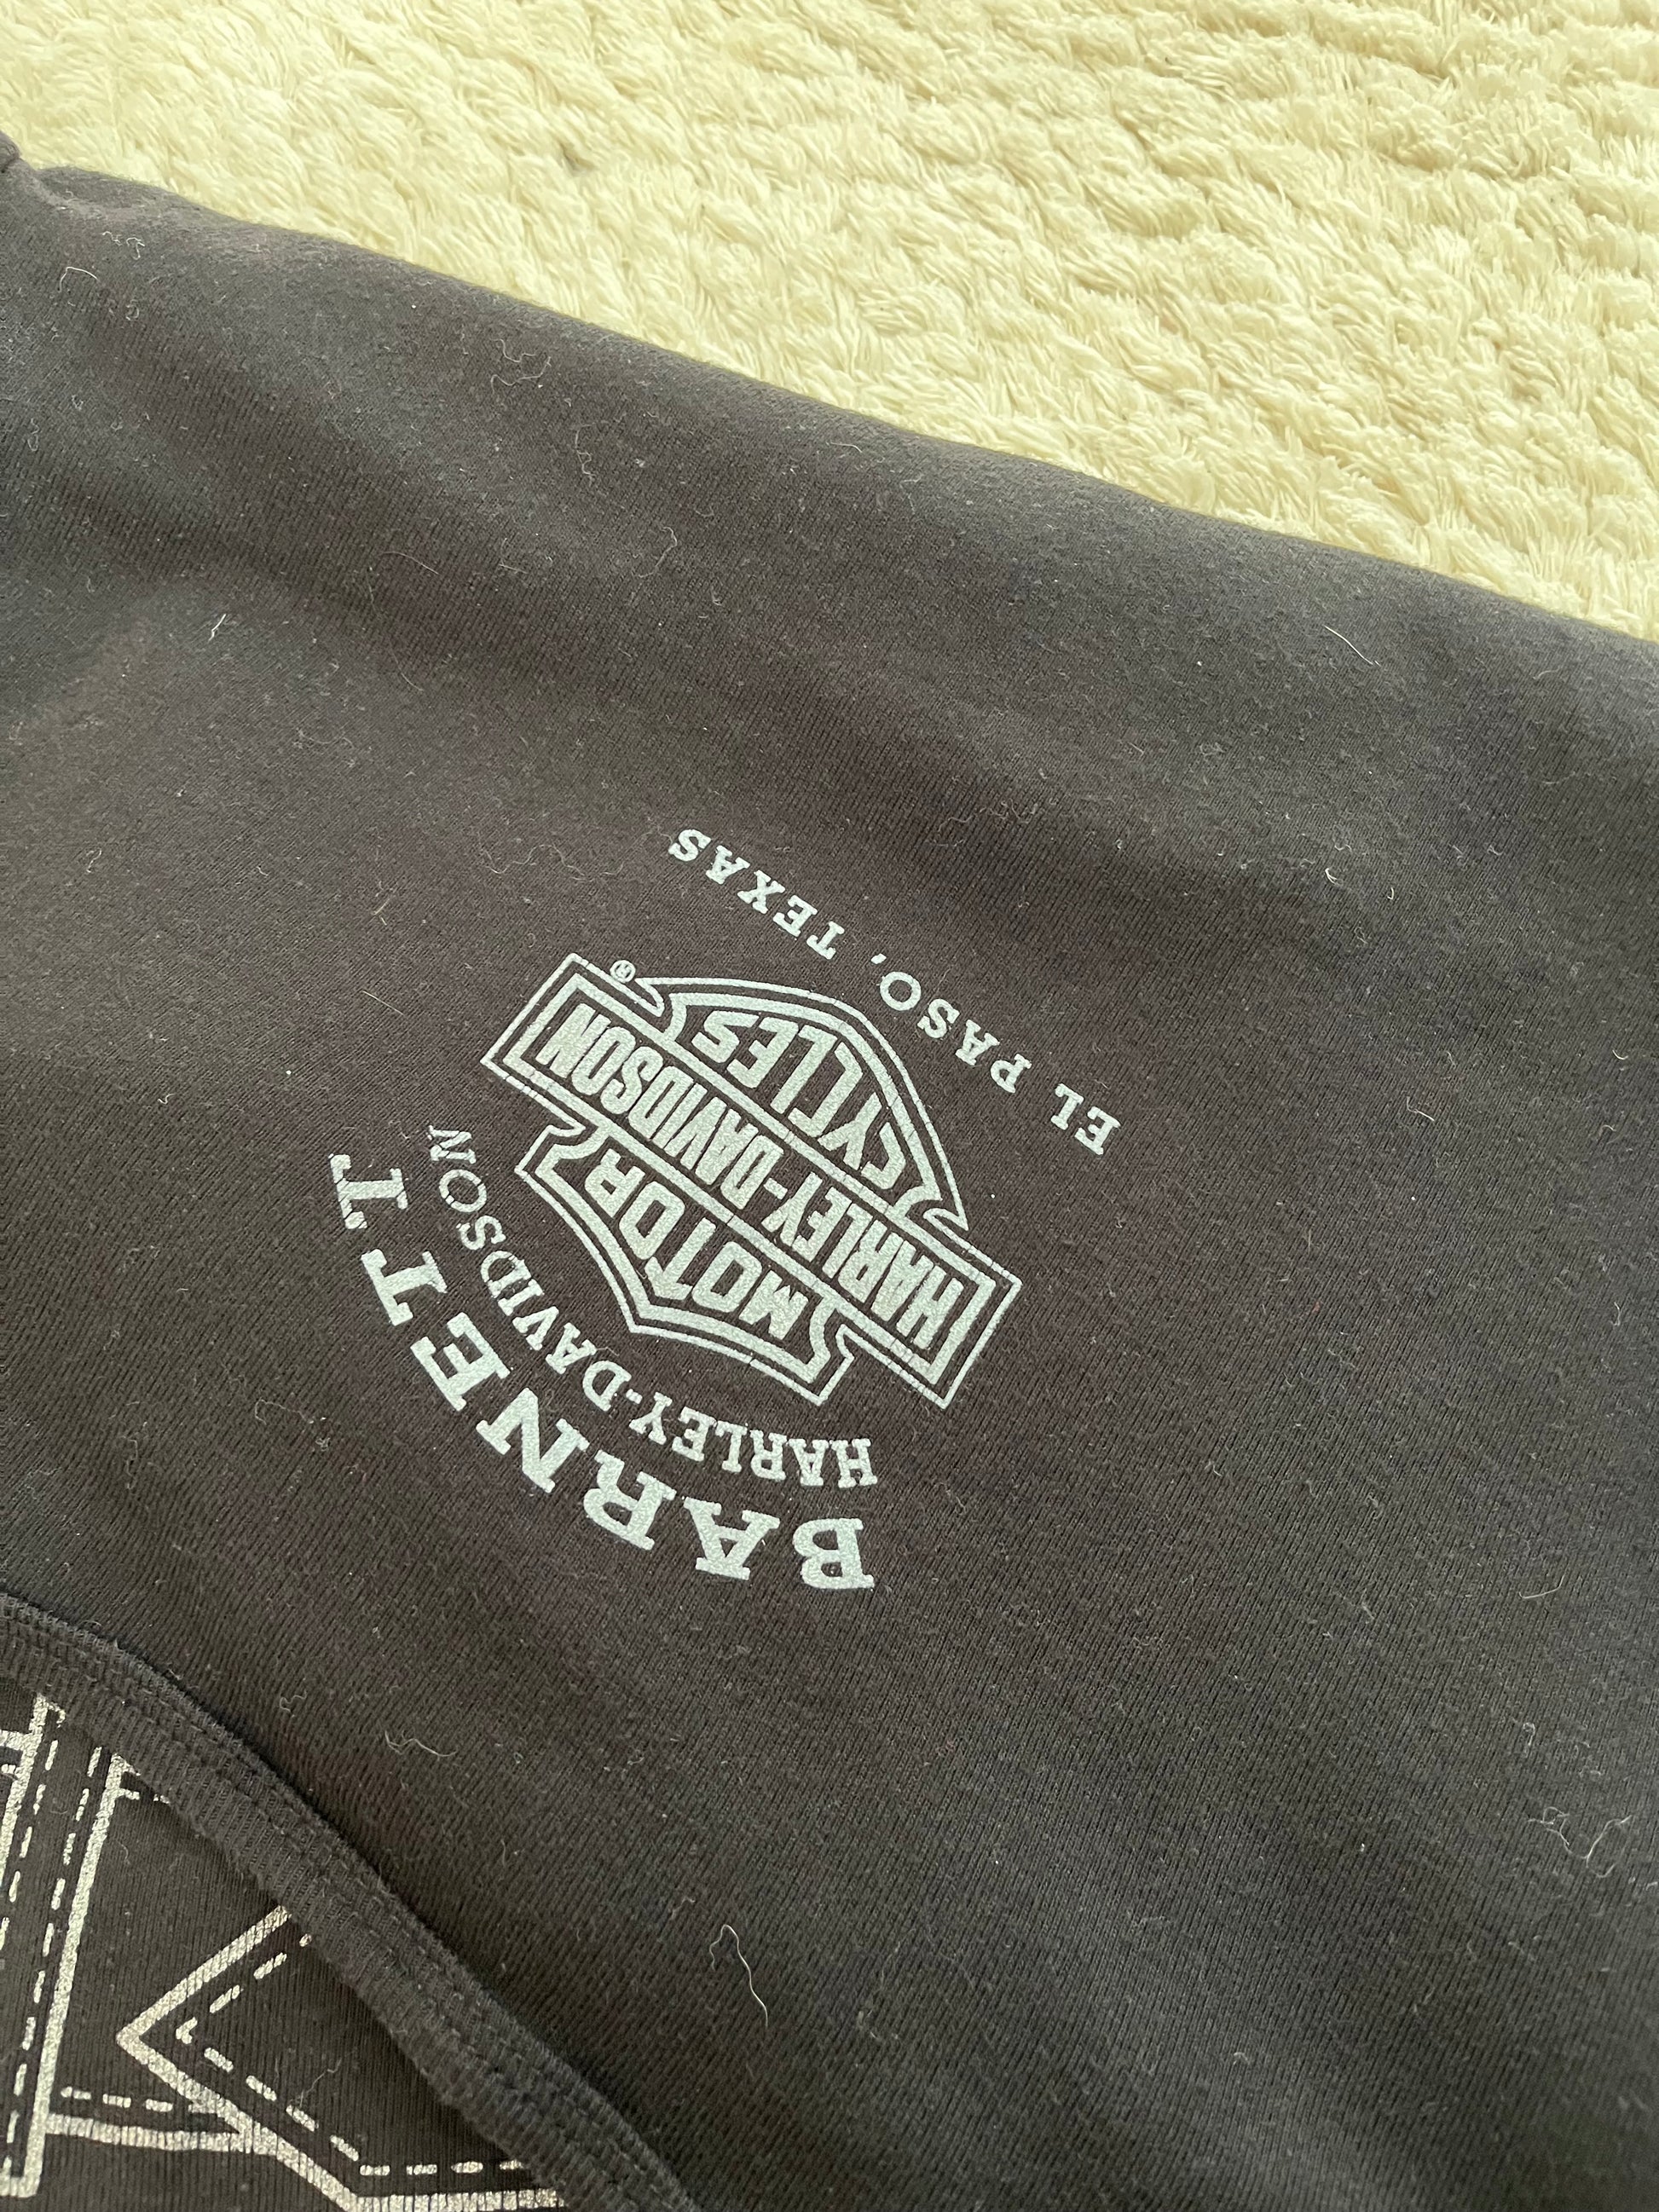 BARNETT
HARLEY-DAVIDSON
MOTOR
HARLEY-DAVIDSON
CYCLES
®
EL PASO, TEXAS